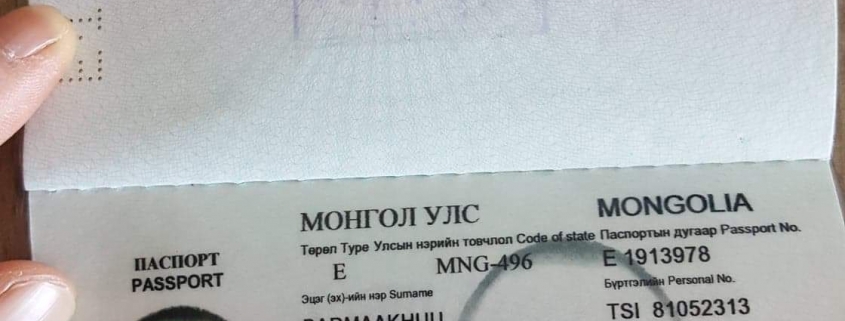 МОНГОЛ УЛС MONGOLIA
ПАСПОРТ
PASSPORT
Төрөл Type Улсын нэрийн товчлол Code of state Паспортын дугаар Passport No.
E MNG-496 E 1913978
Эцэг (эх)-ийн нэр Surname Бүртгэлийн Personal No.
TSI 81052313